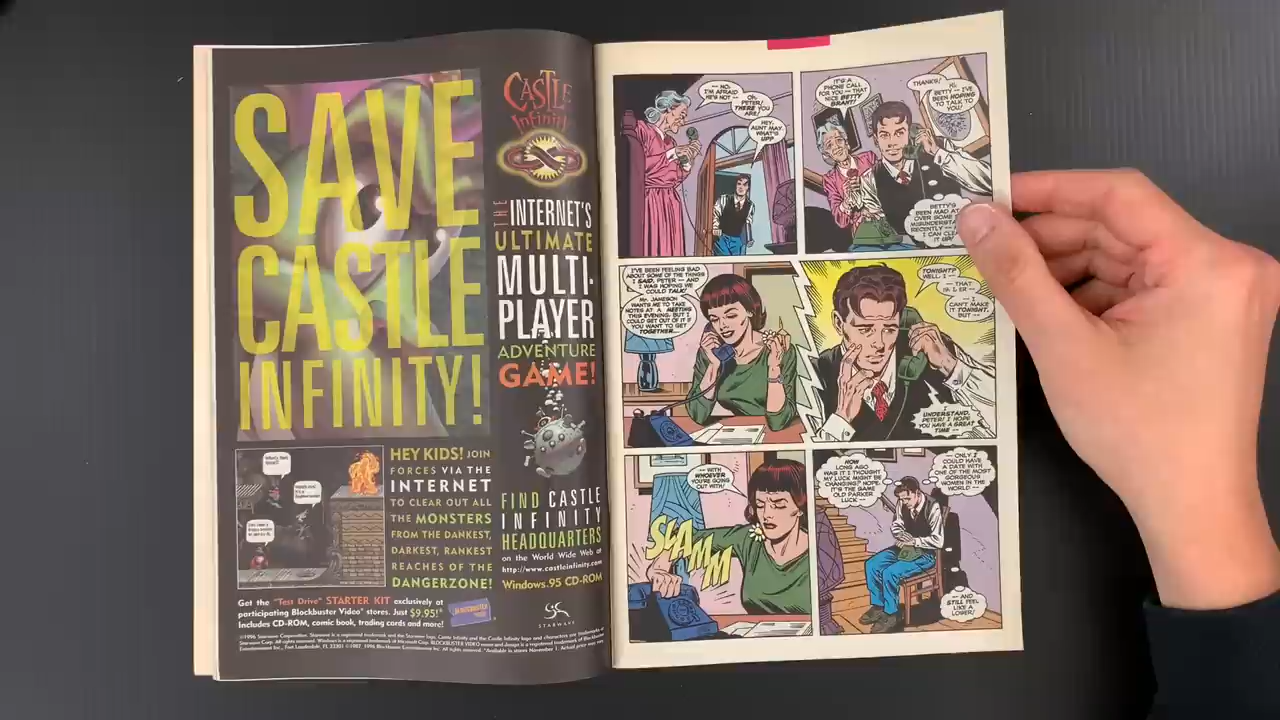 SAVE
CASTLE
INFINITY!
CASTLE
Infinity
THE INTERNET'S
ULTIMATE
MULTI-
PLAYER
ADVENTURE
GAME!
HEY KIDS! JOIN
FORCES VIA THE
INTERNET
TO CLEAR OUT ALL
THE MONSTERS
FROM THE DANKEST,
DARKEST, RANKEST
REACHES OF THE
DANGERZONE!
FIND CASTLE
INFINITY
HEADQUARTERS
on the World Wide Web at
http://www.castleinfinity.com
Windows 95 CD-ROM
STARWAVE
Get the "Test Drive" STARTER KIT exclusively at
participating Blockbuster Video stores. Just $9.95!*
Includes CD-ROM, comic book, trading cards and more!
-- NO,
I'M AFRAID
HE'S NOT --
OH,
PETER!
THERE YOU
ARE!
HEY,
AUNT MAY.
WHAT'S
UP?
IT'S A
PHONE CALL
FOR YOU -- THAT
NICE BETTY
BRANT!
THANKS!
HI,
BETTY -- I'VE
BEEN HOPING
TO TALK TO
YOU!
BETTY'S
BEEN MAD AT
OVER SOME
RECENTLY --
I CAN
IT UP!
I'VE BEEN FEELING BAD
ABOUT SOME OF THE THINGS
I SAID, PETER -- AND
I WAS HOPING WE
COULD TALK!
MR. JAMESON
WANTS ME TO TAKE
NOTES AT A MEETING
THIS EVENING, BUT I
COULD GET OUT OF IT IF
YOU WANT TO GET
TOGETHER...
TONIGHT?
WELL, I --
-- THAT
IS -- ER --
-- I
CAN'T MAKE
IT TONIGHT,
BUT --
I
UNDERSTAND,
PETER! I HOPE
YOU HAVE A GREAT
TIME --
-- WITH
WHOEVER
YOU'RE GOING
OUT WITH!
SLAMM
HOW
LONG AGO
WAS IT I THOUGHT
MY LUCK MIGHT BE
CHANGING? NOPE.
IT'S THE SAME
OLD PARKER
LUCK --
-- ONLY I
COULD HAVE
A DATE WITH
ONE OF THE MOST
GORGEOUS
WOMEN IN THE
WORLD --
-- AND
STILL FEEL
LIKE A
LOSER!